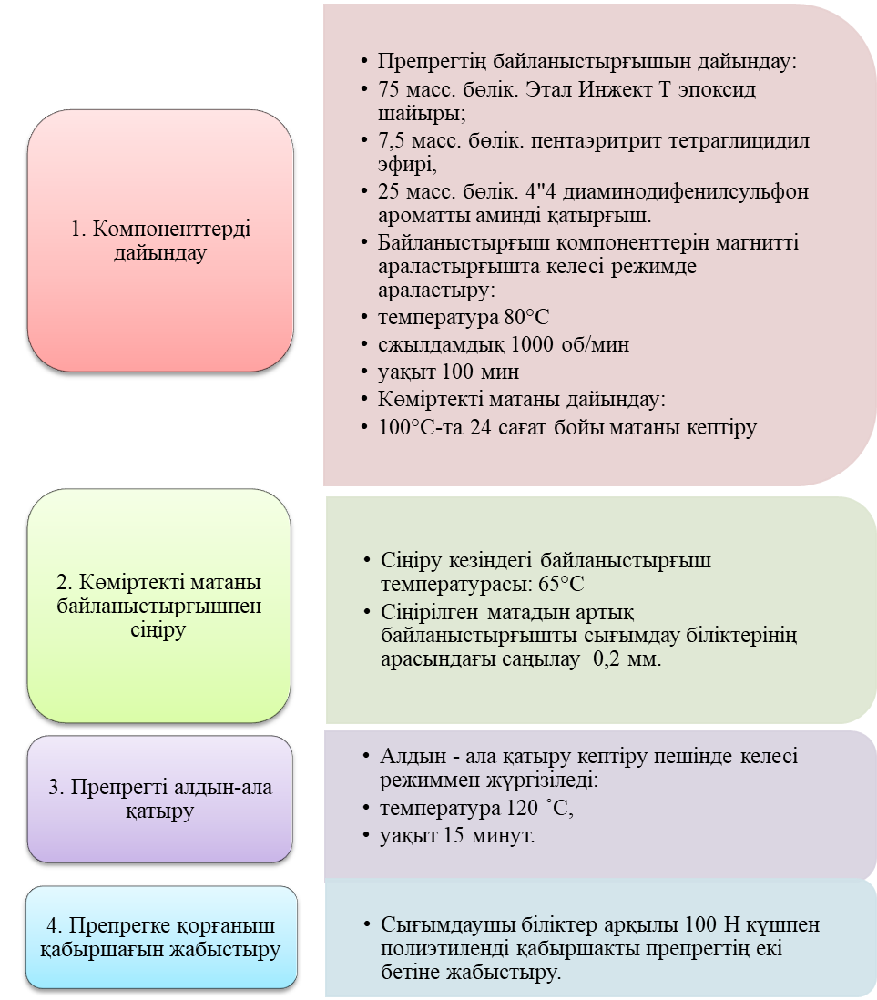 1. Компоненттерді
дайындау
• Препрегтің байланыстырғышын дайындау:
• 75 масс. бөлік. Этал Инжект Т эпоксид
шайыры;
• 7,5 масс. бөлік. пентаэритрит тетраглицидил
эфирі,
• 25 масс. бөлік. 4"4 диаминодифенилсульфон
ароматты аминді қатырғыш.
• Байланыстырғыш компоненттерін магнитті
араластырғышта келесі режимде
араластыру:
• температура 80°C
• сжылдамдық 1000 об/мин
• уақыт 100 мин
• Көміртекті матаны дайындау:
• 100°C-та 24 сағат бойы матаны кептіру
2. Көміртекті матаны
байланыстырғышпен
сіңіру
• Сіңіру кезіндегі байланыстырғыш
температурасы: 65°C
• Сіңірілген матадын артық
байланыстырғышты сығымдау біліктерінің
арасындағы саңылау  0,2 мм.
3. Препрегті алдын-ала
қатыру
• Алдын - ала қатыру кептіру пешінде келесі
режиммен жүргізіледі:
• температура 120 ˚C,
• уақыт 15 минут.
4. Препрегке қорғаныш
қабыршағын жабыстыру
• Сығымдаушы біліктер арқылы 100 Н күшпен
полиэтиленді қабыршакты препрегтің екі
бетіне жабыстыру.